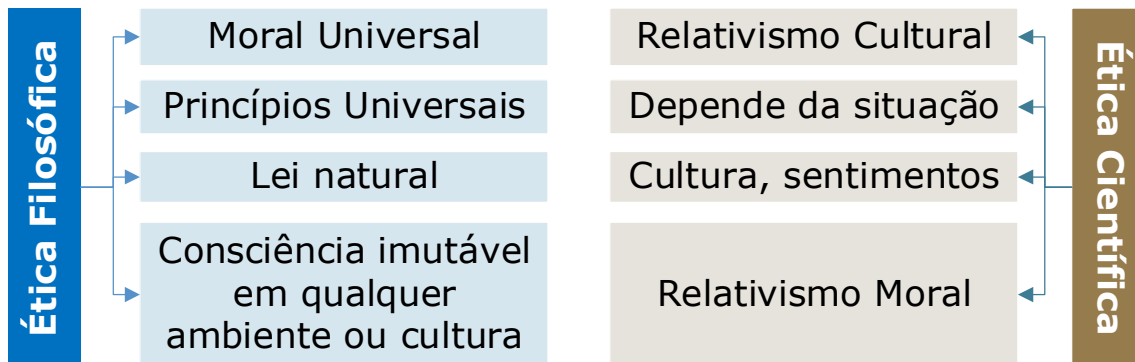 Ética Filosófica
Moral Universal
Princípios Universais
Lei natural
Consciência imutável
em qualquer
ambiente ou cultura
Relativismo Cultural
Depende da situação
Cultura, sentimentos
Relativismo Moral
Ética Científica